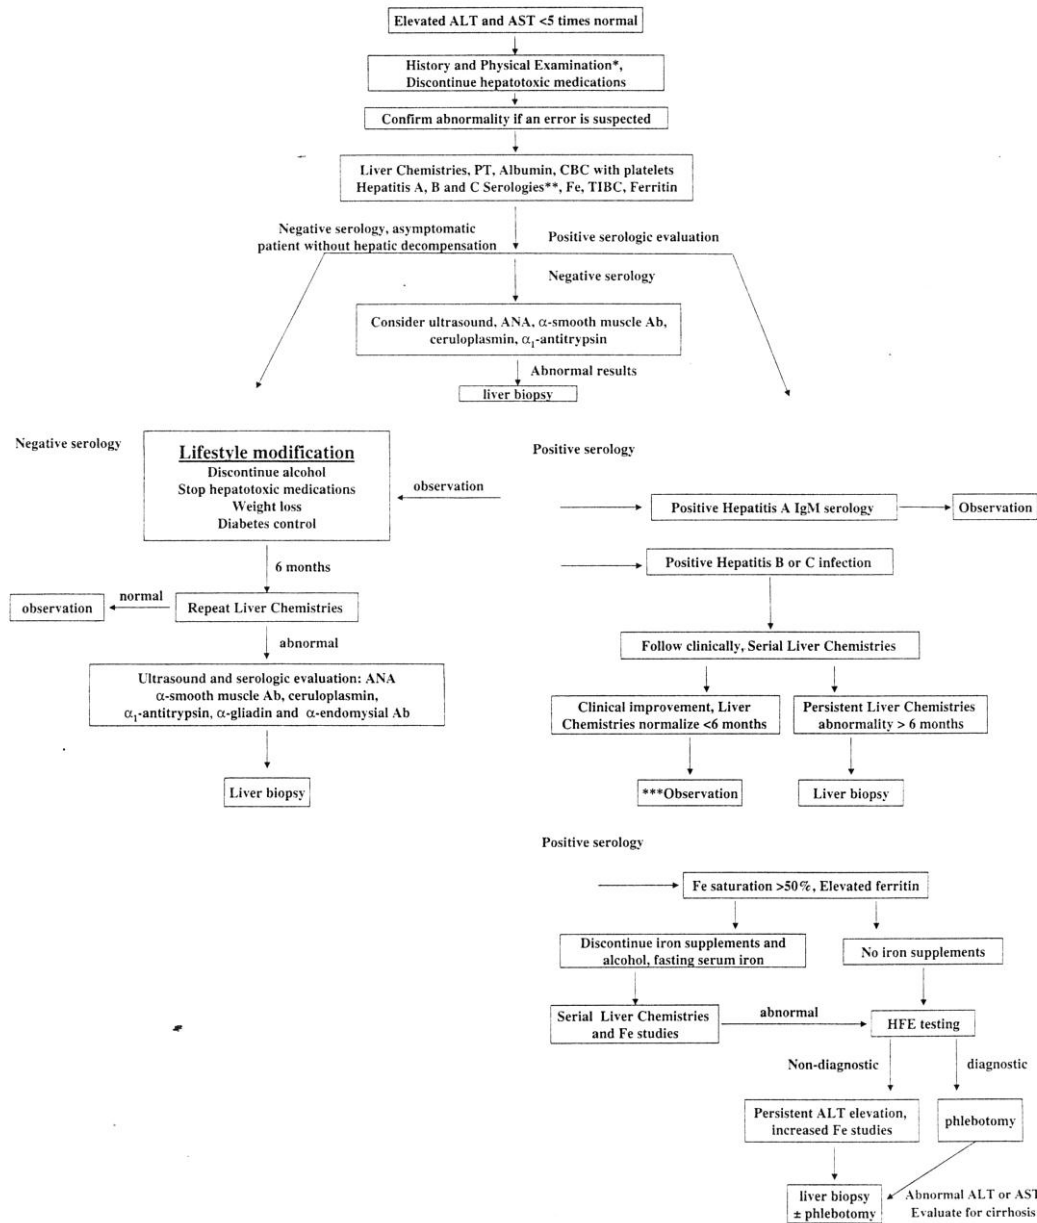 Elevated ALT and AST <5 times normal
History and Physical Examination*,
Discontinue hepatotoxic medications
Confirm abnormality if an error is suspected
Liver Chemistries, PT, Albumin, CBC with platelets
Hepatitis A, B and C Serologies**, Fe, TIBC, Ferritin
Negative serology, asymptomatic
patient without hepatic decompensation
Positive serologic evaluation
Negative serology
Consider ultrasound, ANA, α-smooth muscle Ab,
ceruloplasmin, α1-antitrypsin
Abnormal results
liver biopsy
Negative serology
Lifestyle modification
Discontinue alcohol
Stop hepatotoxic medications
Weight loss
Diabetes control
observation
6 months
normal
observation
Repeat Liver Chemistries
abnormal
Ultrasound and serologic evaluation: ANA
α-smooth muscle Ab, ceruloplasmin,
α1-antitrypsin, α-gliadin and α-endomysial Ab
Liver biopsy
Positive serology
Positive Hepatitis A IgM serology
Observation
Positive Hepatitis B or C infection
Follow clinically, Serial Liver Chemistries
Clinical improvement, Liver
Chemistries normalize <6 months
Persistent Liver Chemistries
abnormality > 6 months
***Observation
Liver biopsy
Positive serology
Fe saturation >50%, Elevated ferritin
Discontinue iron supplements and
alcohol, fasting serum iron
No iron supplements
Serial Liver Chemistries
and Fe studies
abnormal
HFE testing
Non-diagnostic
diagnostic
Persistent ALT elevation,
increased Fe studies
phlebotomy
liver biopsy
± phlebotomy
Abnormal ALT or AST
Evaluate for cirrhosis